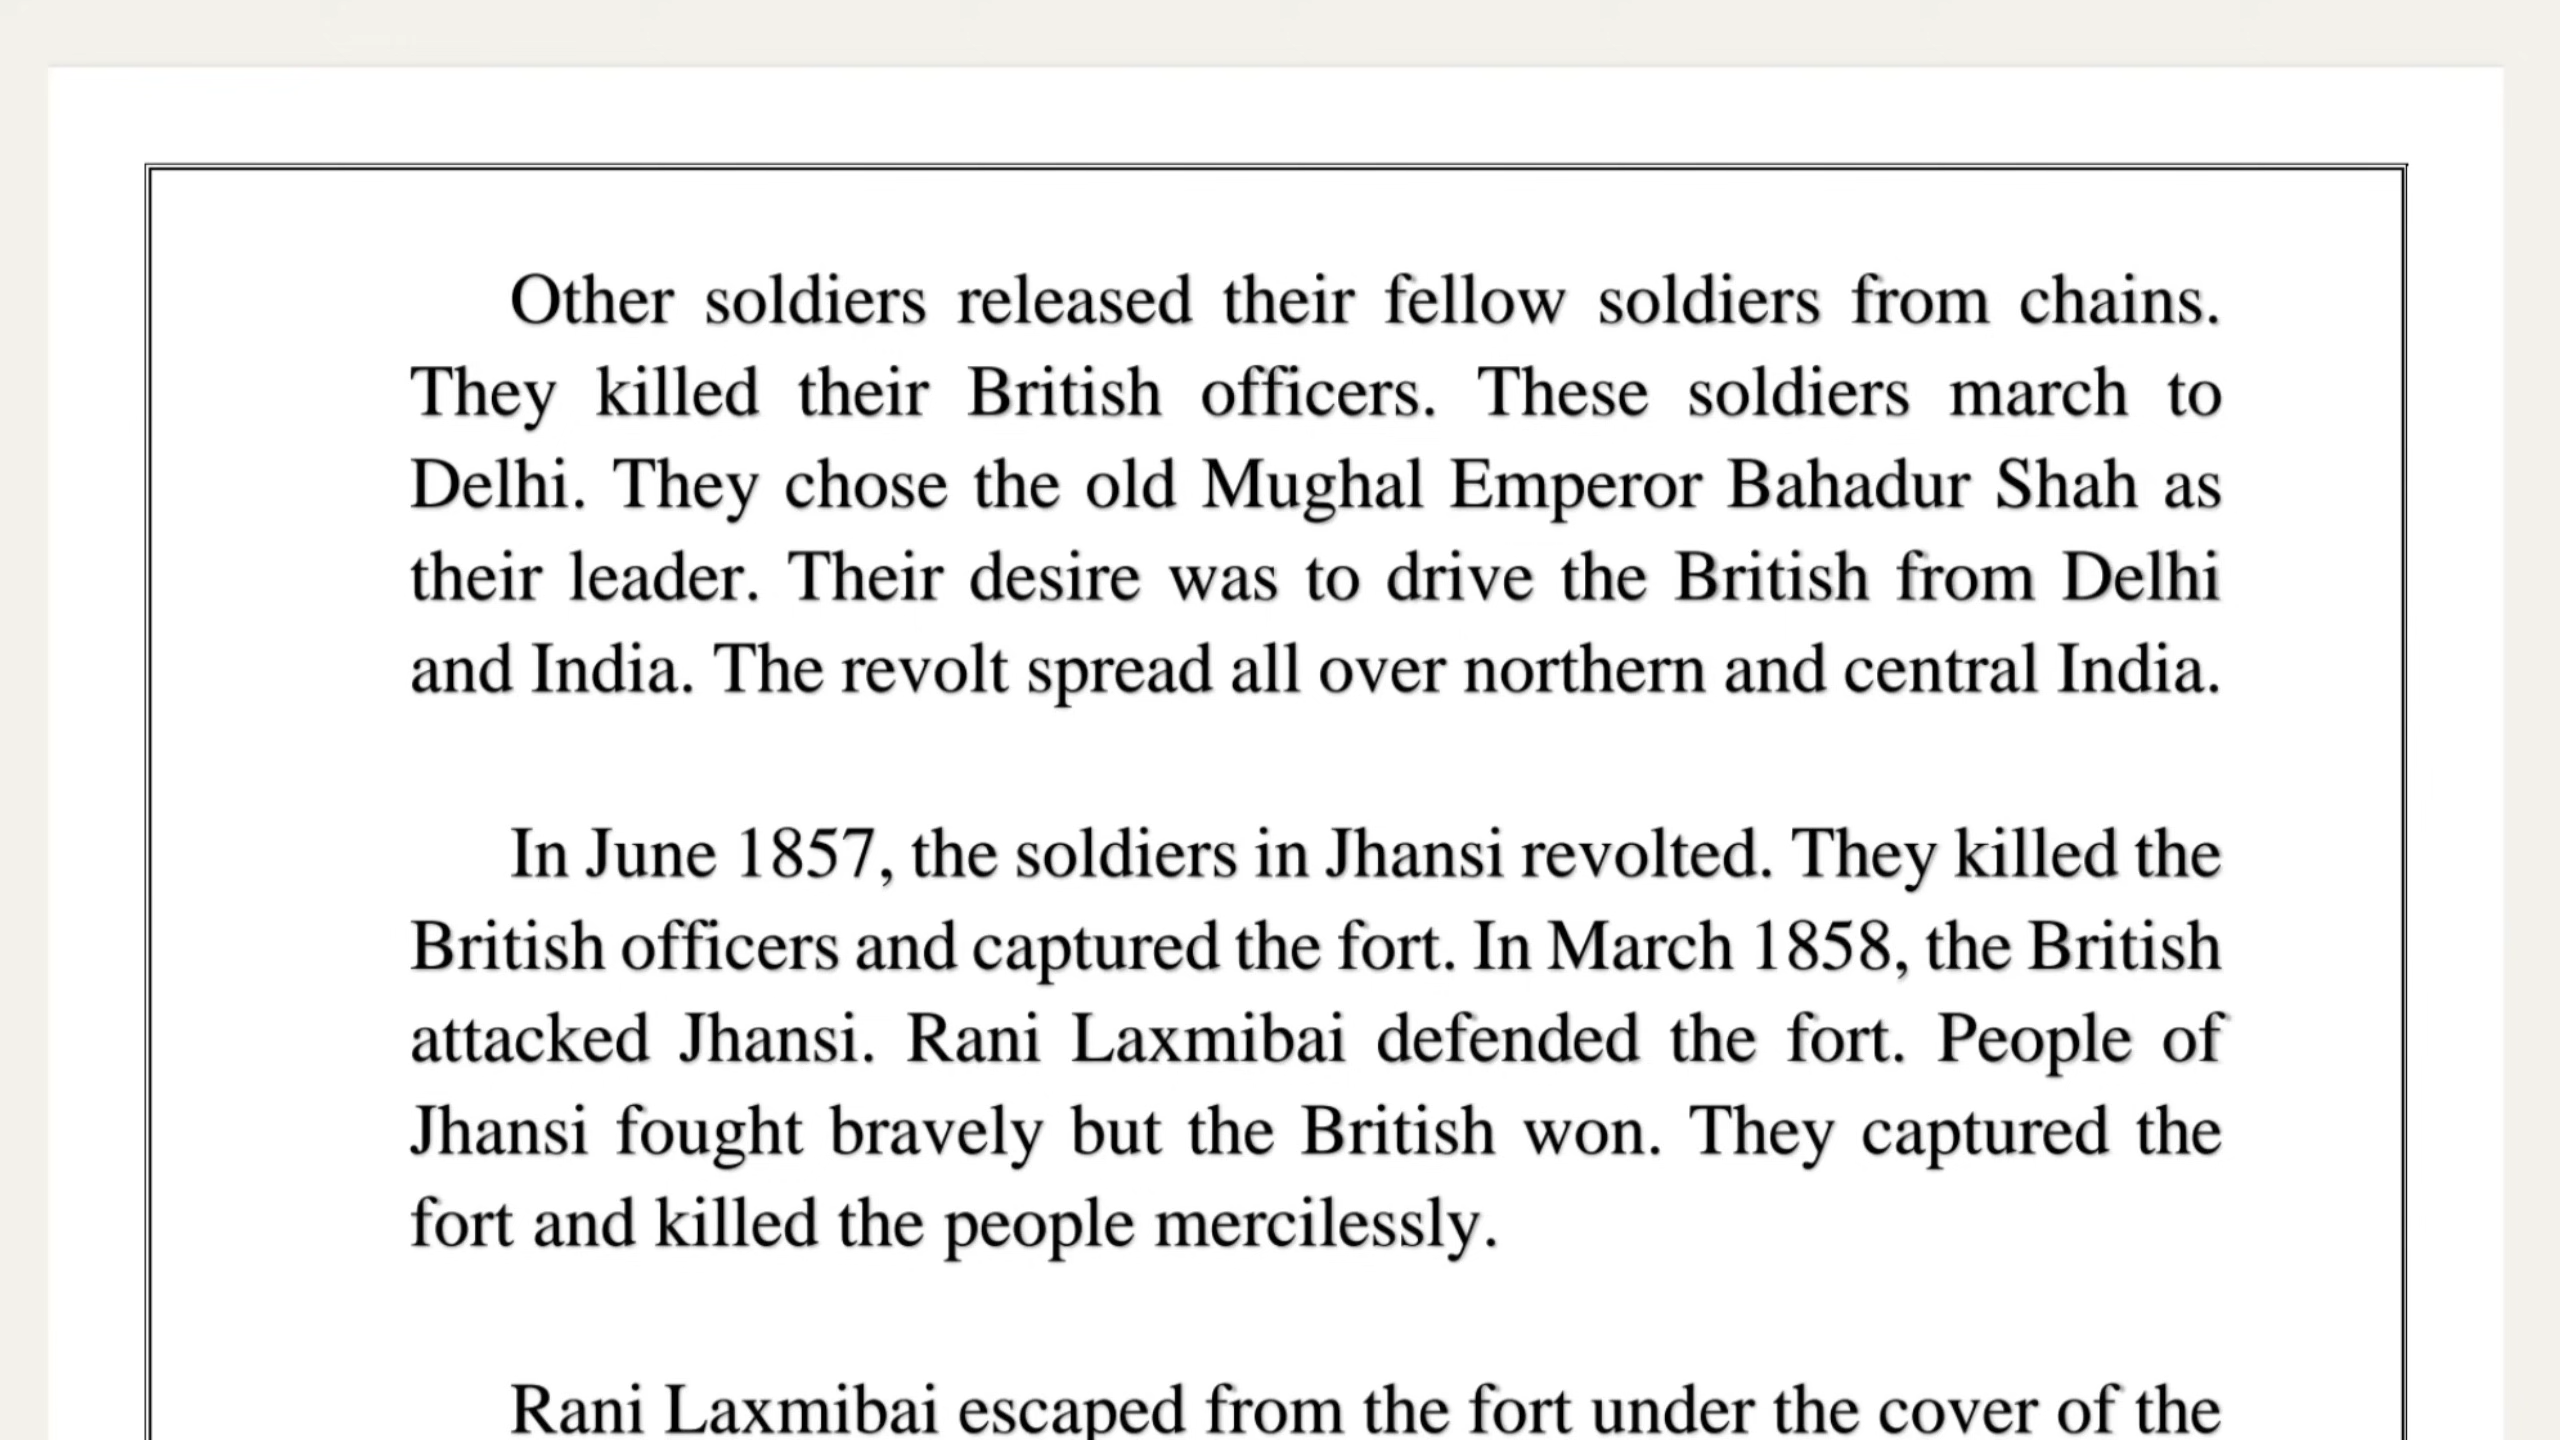 Other soldiers released their fellow soldiers from chains.
They killed their British officers. These soldiers march to
Delhi. They chose the old Mughal Emperor Bahadur Shah as
their leader. Their desire was to drive the British from Delhi
and India. The revolt spread all over northern and central India.
In June 1857, the soldiers in Jhansi revolted. They killed the
British officers and captured the fort. In March 1858, the British
attacked Jhansi. Rani Laxmibai defended the fort. People of
Jhansi fought bravely but the British won. They captured the
fort and killed the people mercilessly.
Rani Laxmibai escaped from the fort under the cover of the